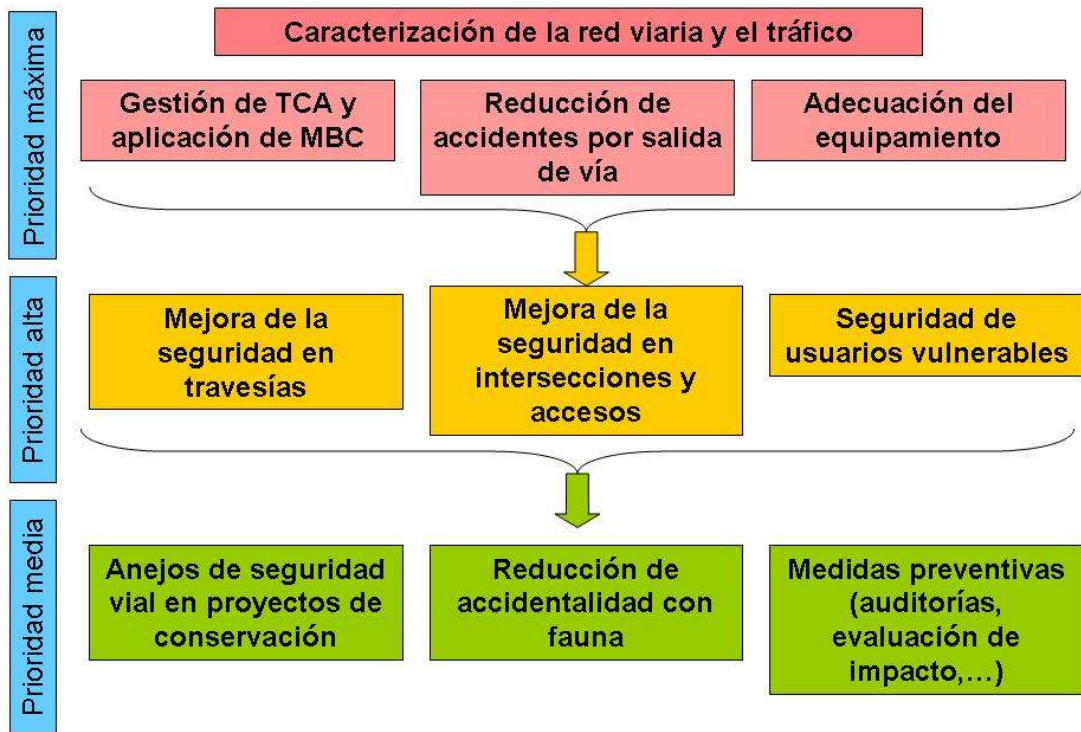 Prioridad máxima
Caracterización de la red viaria y el tráfico
Gestión de TCA y
aplicación de MBC
Reducción de
accidentes por salida
de vía
Adecuación del
equipamiento
Prioridad alta
Mejora de la
seguridad en
travesías
Mejora de la
seguridad en
intersecciones y
accesos
Seguridad de
usuarios vulnerables
Prioridad media
Anejos de seguridad
vial en proyectos de
conservación
Reducción de
accidentalidad con
fauna
Medidas preventivas
(auditorías,
evaluación de
impacto,…)